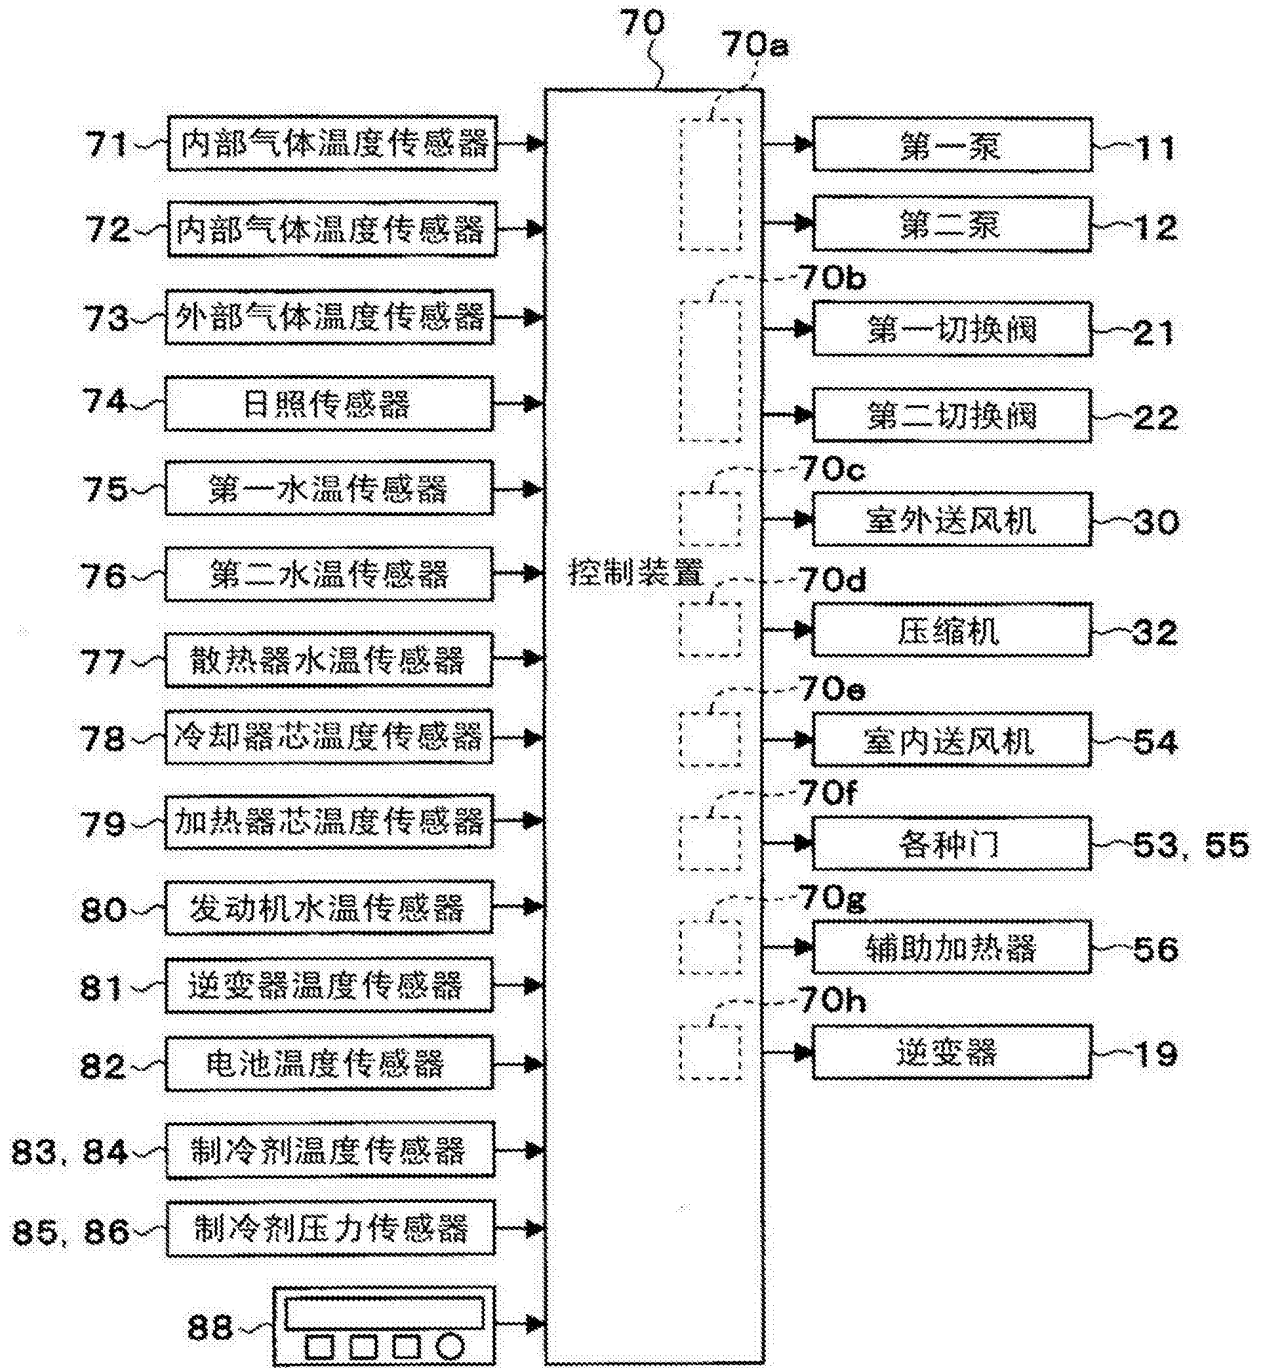 70
70a
71 内部气体温度传感器
第一泵 11
72 内部气体温度传感器
第二泵 12
70b
73 外部气体温度传感器
第一切换阀 21
74 日照传感器
第二切换阀 22
70c
75 第一水温传感器
室外送风机 30
76 第二水温传感器
控制装置
70d
压缩机 32
77 散热器水温传感器
70e
78 冷却器芯温度传感器
室内送风机 54
70f
79 加热器芯温度传感器
各种门 53, 55
70g
80 发动机水温传感器
辅助加热器 56
81 逆变器温度传感器
70h
82 电池温度传感器
逆变器 19
83, 84 制冷剂温度传感器
85, 86 制冷剂压力传感器
88